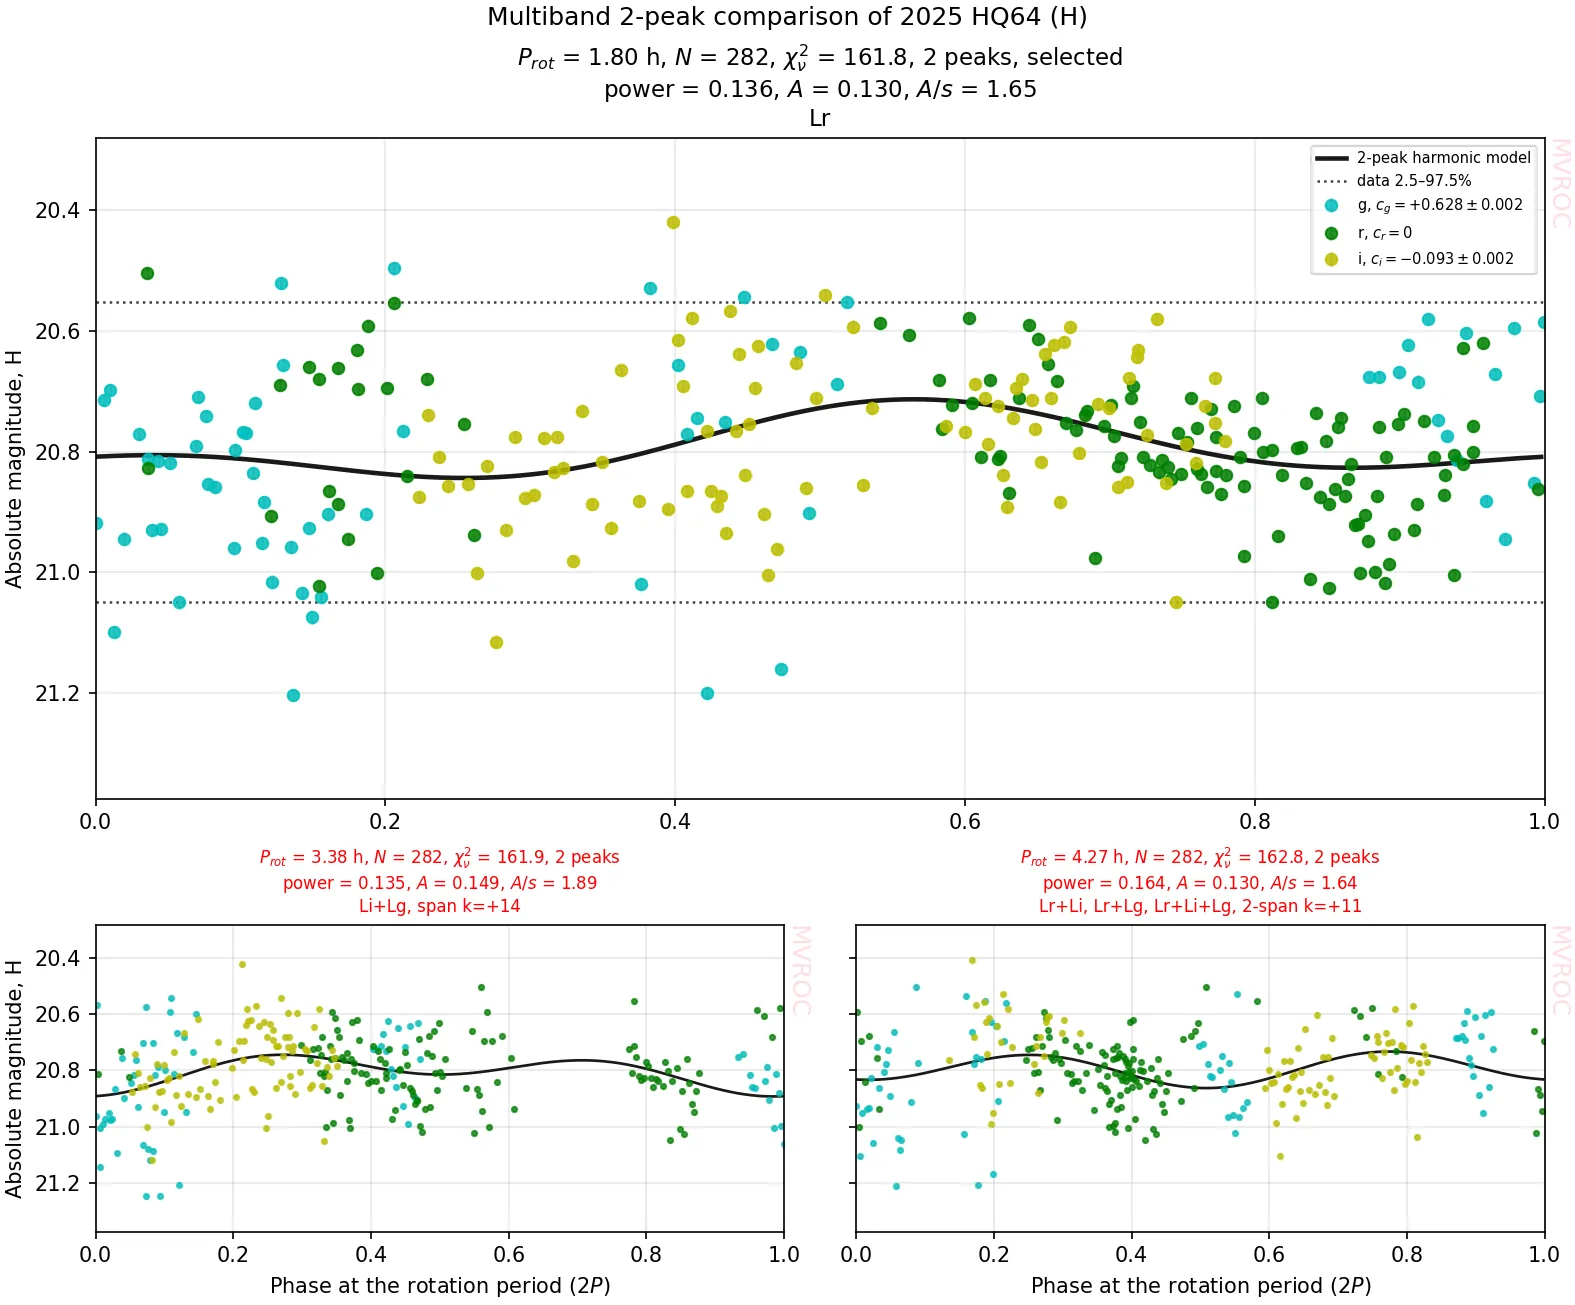 Multiband 2-peak comparison of 2025 HQ64 (H)
P_rot = 1.80 h, N = 282, χ²_ν = 161.8, 2 peaks, selected
power = 0.136, A = 0.130, A/s = 1.65
Lr
2-peak harmonic model
data 2.5–97.5%
g, c_g = +0.628 ± 0.002
r, c_r = 0
i, c_i = −0.093 ± 0.002
MVROC
Absolute magnitude, H
20.4
20.6
20.8
21.0
21.2
0.0 0.2 0.4 0.6 0.8 1.0
P_rot = 3.38 h, N = 282, χ²_ν = 161.9, 2 peaks
power = 0.135, A = 0.149, A/s = 1.89
Li+Lg, span k=+14
MVROC
Absolute magnitude, H
20.4
20.6
20.8
21.0
21.2
0.0 0.2 0.4 0.6 0.8 1.0
Phase at the rotation period (2P)
P_rot = 4.27 h, N = 282, χ²_ν = 162.8, 2 peaks
power = 0.164, A = 0.130, A/s = 1.64
Lr+Li, Lr+Lg, Lr+Li+Lg, 2-span k=+11
MVROC
0.0 0.2 0.4 0.6 0.8 1.0
Phase at the rotation period (2P)